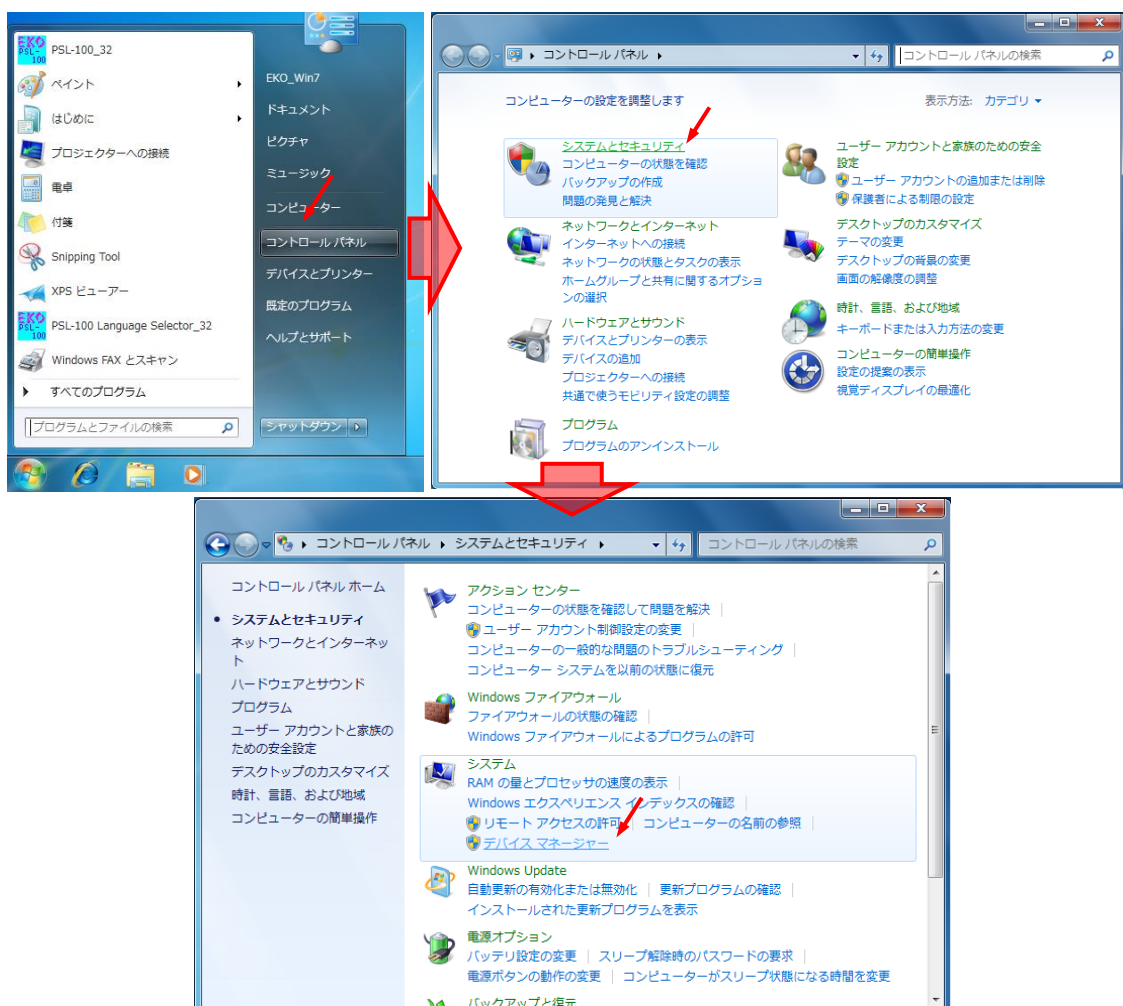 EKO
PSL-
100
PSL-100_32
ペイント
はじめに
プロジェクターへの接続
電卓
付箋
Snipping Tool
XPS ビューアー
EKO
PSL-
100
PSL-100 Language Selector_32
Windows FAX とスキャン
すべてのプログラム
プログラムとファイルの検索
EKO_Win7
ドキュメント
ピクチャ
ミュージック
コンピューター
コントロール パネル
デバイスとプリンター
既定のプログラム
ヘルプとサポート
シャットダウン
コントロール パネル
コントロール パネルの検索
コンピューターの設定を調整します
表示方法: カテゴリ
システムとセキュリティ
コンピューターの状態を確認
バックアップの作成
問題の発見と解決
ネットワークとインターネット
インターネットへの接続
ネットワークの状態とタスクの表示
ホームグループと共有に関するオプショ
ンの選択
ハードウェアとサウンド
デバイスとプリンターの表示
デバイスの追加
プロジェクターへの接続
共通で使うモビリティ設定の調整
プログラム
プログラムのアンインストール
ユーザー アカウントと家族のための安全
設定
ユーザー アカウントの追加または削除
保護者による制限の設定
デスクトップのカスタマイズ
テーマの変更
デスクトップの背景の変更
画面の解像度の調整
時計、言語、および地域
キーボードまたは入力方法の変更
コンピューターの簡単操作
設定の提案の表示
視覚ディスプレイの最適化
コントロール パネル システムとセキュリティ
コントロール パネルの検索
コントロール パネル ホーム
システムとセキュリティ
ネットワークとインターネッ
ト
ハードウェアとサウンド
プログラム
ユーザー アカウントと家族の
ための安全設定
デスクトップのカスタマイズ
時計、言語、および地域
コンピューターの簡単操作
アクション センター
コンピューターの状態を確認して問題を解決
ユーザー アカウント制御設定の変更
コンピューターの一般的な問題のトラブルシューティング
コンピューター システムを以前の状態に復元
Windows ファイアウォール
ファイアウォールの状態の確認
Windows ファイアウォールによるプログラムの許可
システム
RAM の量とプロセッサの速度の表示
Windows エクスペリエンス インデックスの確認
リモート アクセスの許可 コンピューターの名前の参照
デバイス マネージャー
Windows Update
自動更新の有効化または無効化 更新プログラムの確認
インストールされた更新プログラムを表示
電源オプション
バッテリ設定の変更 スリープ解除時のパスワードの要求
電源ボタンの動作の変更 コンピューターがスリープ状態になる時間を変更
バックアップと復元